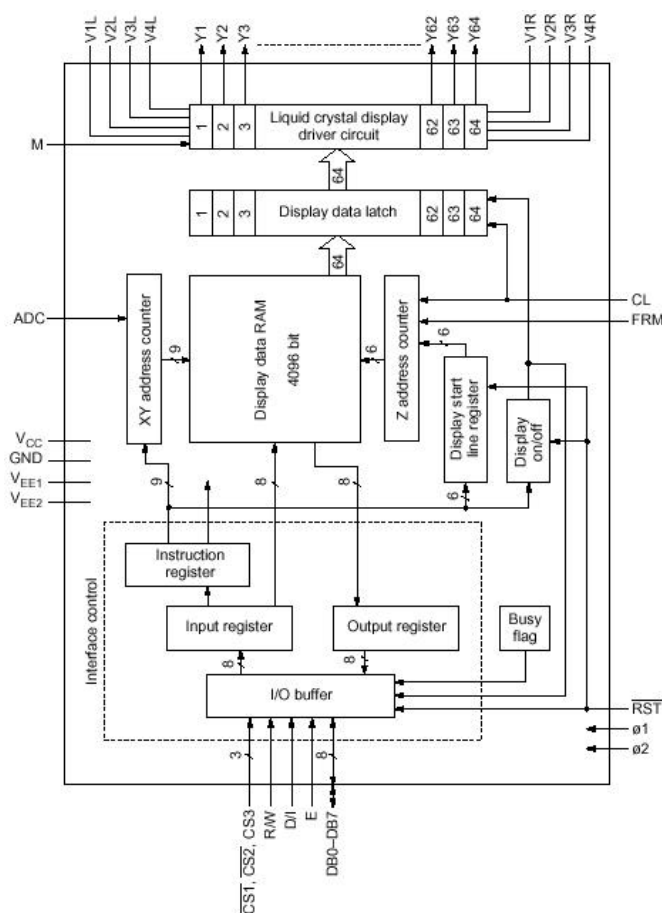 V1L
V2L
V3L
V4L
Y1
Y2
Y3
Y62
Y63
Y64
V1R
V2R
V3R
V4R
1
2
3
Liquid crystal display
driver circuit
62
63
64
M
64
1
2
3
Display data latch
62
63
64
64
ADC
XY address counter
9
Display data RAM
4096 bit
6
Z address counter
6
CL
FRM
Display start
line register
Display
on/off
VCC
GND
VEE1
VEE2
9
8
8
6
Interface control
Instruction
register
Input register
Output register
Busy
flag
8
8
I/O buffer
RST
ø1
ø2
3
8
CS1, CS2, CS3
R/W
D/I
E
DB0–DB7